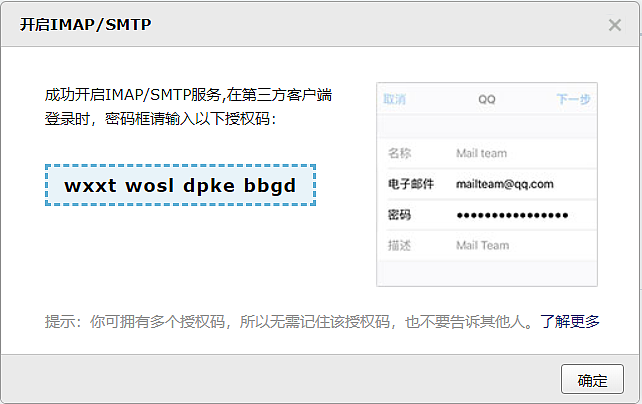 开启IMAP/SMTP
成功开启IMAP/SMTP服务,在第三方客户端
登录时，密码框请输入以下授权码：
wxxt wosl dpke bbgd
取消 QQ 下一步
名称 Mail team
电子邮件 mailteam@qq.com
密码 ●●●●●●●●●●●●●●●●
描述 Mail Team
提示：你可拥有多个授权码，所以无需记住该授权码，也不要告诉其他人。了解更多
确定